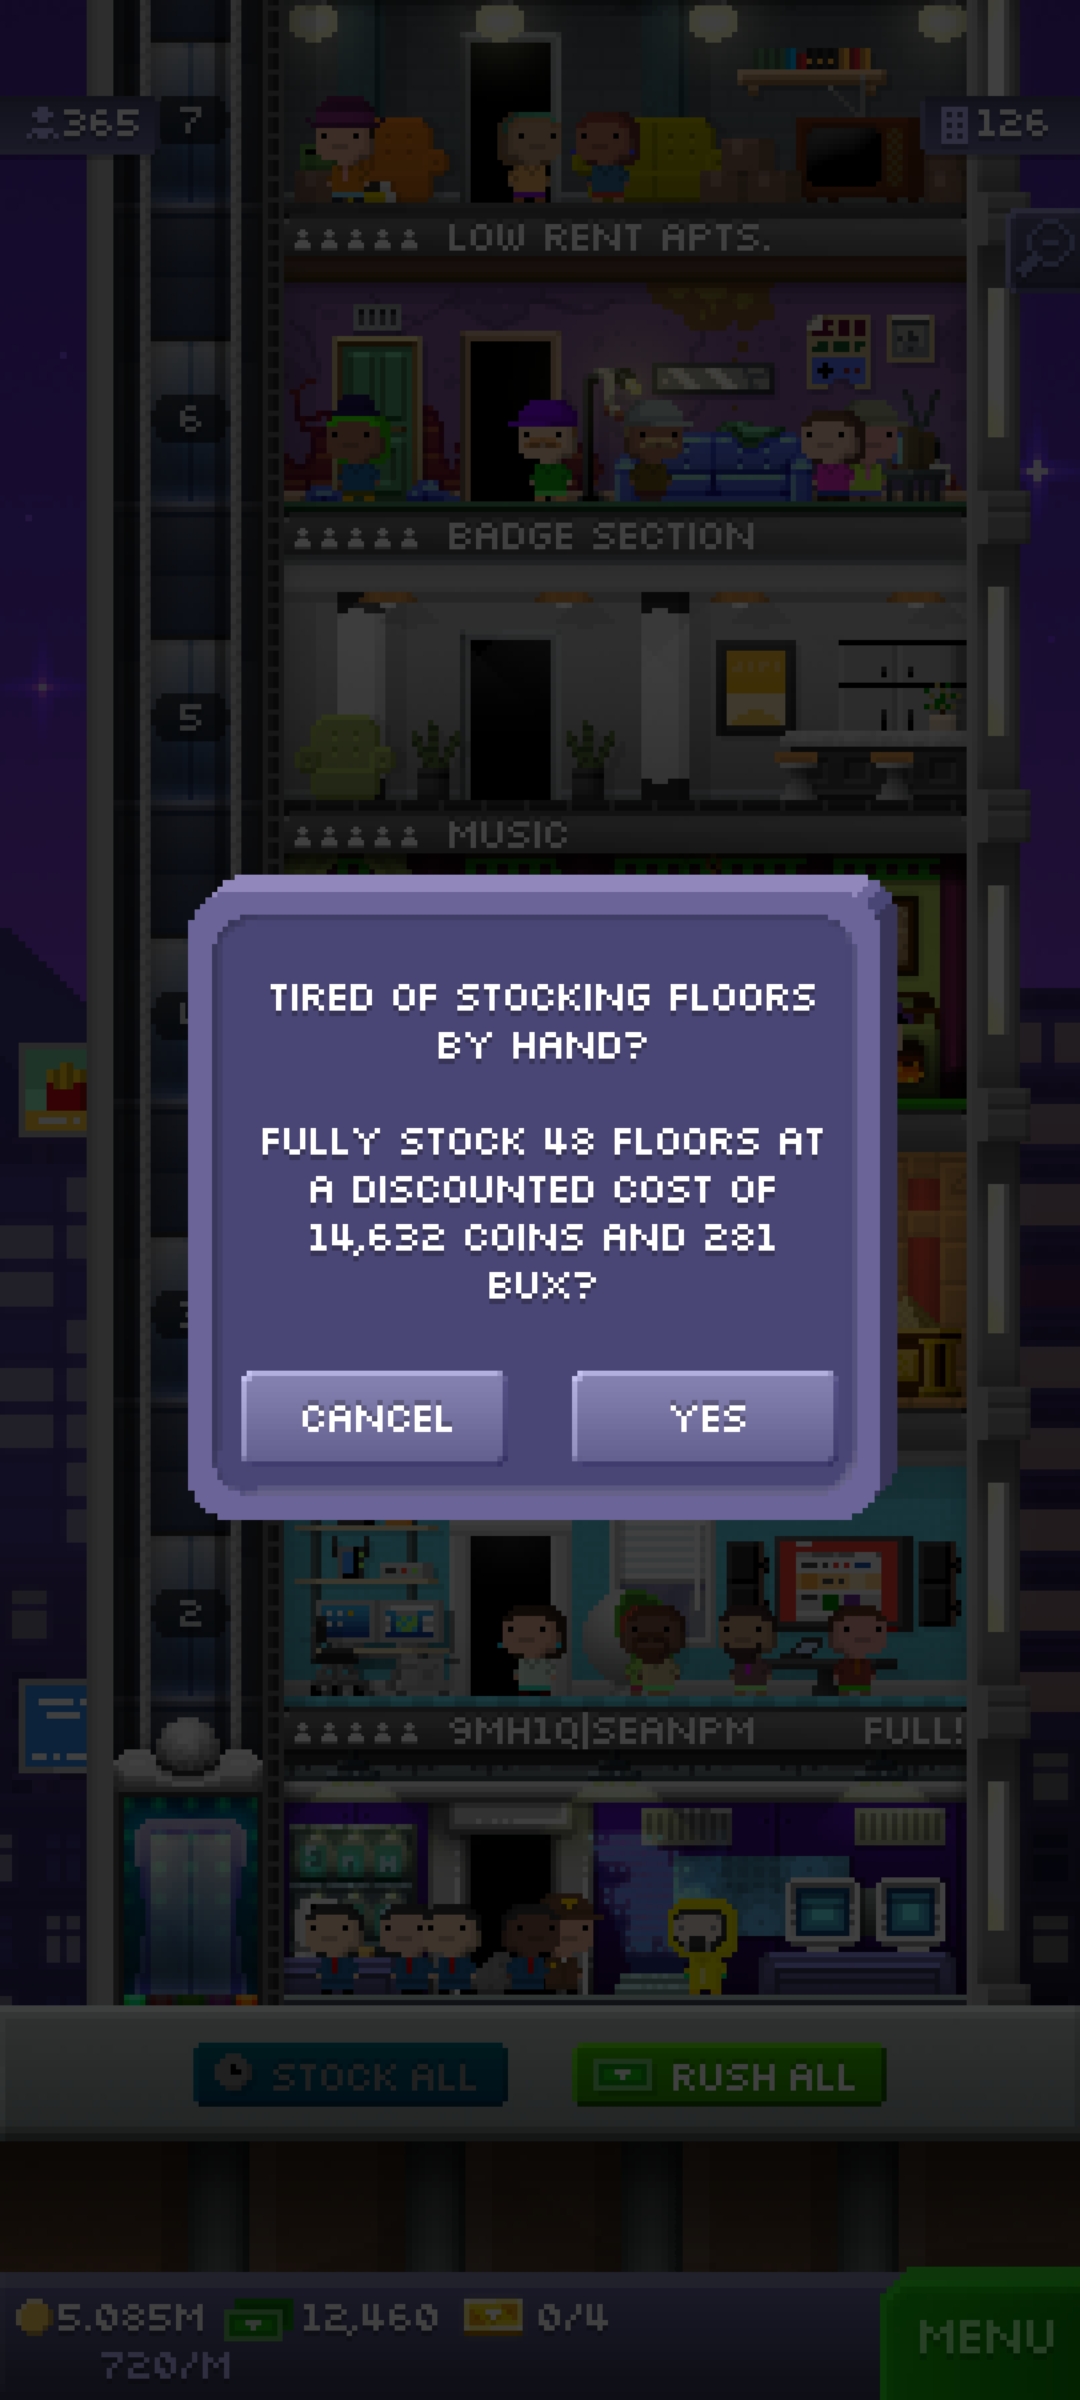 365
7
126
LOW RENT APTS.
6
BADGE SECTION
5
MUSIC
TIRED OF STOCKING FLOORS
BY HAND?
FULLY STOCK 48 FLOORS AT
A DISCOUNTED COST OF
14,632 COINS AND 281
BUX?
CANCEL
YES
2
9MH1Q|SEANPM
FULL!
STOCK ALL
RUSH ALL
5.085M
12,460
0/4
720/M
MENU